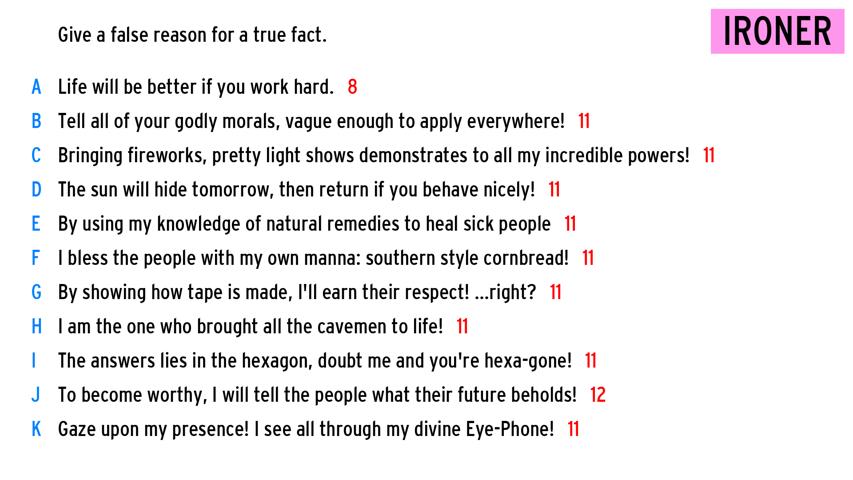 Give a false reason for a true fact.
IRONER
A Life will be better if you work hard. 8
B Tell all of your godly morals, vague enough to apply everywhere! 11
C Bringing fireworks, pretty light shows demonstrates to all my incredible powers! 11
D The sun will hide tomorrow, then return if you behave nicely! 11
E By using my knowledge of natural remedies to heal sick people 11
F I bless the people with my own manna: southern style cornbread! 11
G By showing how tape is made, I'll earn their respect! ...right? 11
H I am the one who brought all the cavemen to life! 11
I The answers lies in the hexagon, doubt me and you're hexa-gone! 11
J To become worthy, I will tell the people what their future beholds! 12
K Gaze upon my presence! I see all through my divine Eye-Phone! 11